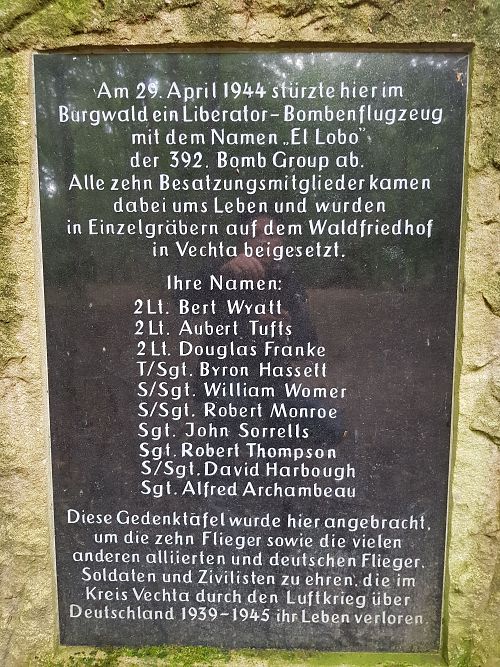 Am 29. April 1944 stürzte hier im
Burgwald ein Liberator-Bombenflugzeug
mit dem Namen „El Lobo"
der 392. Bomb Group ab.
Alle zehn Besatzungsmitglieder kamen
dabei ums Leben und wurden
in Einzelgräbern auf dem Waldfriedhof
in Vechta beigesetzt.
Ihre Namen:
2Lt. Bert Wyatt
2Lt. Aubert Tufts
2Lt. Douglas Franke
T/Sgt. Byron Hassett
S/Sgt. William Womer
S/Sgt. Robert Monroe
Sgt. John Sorrells
Sgt. Robert Thompson
S/Sgt. David Harbough
Sgt. Alfred Archambeau
Diese Gedenktafel wurde hier angebracht,
um die zehn Flieger sowie die vielen
anderen alliierten und deutschen Flieger,
Soldaten und Zivilisten zu ehren, die im
Kreis Vechta durch den Luftkrieg über
Deutschland 1939-1945 ihr Leben verloren.